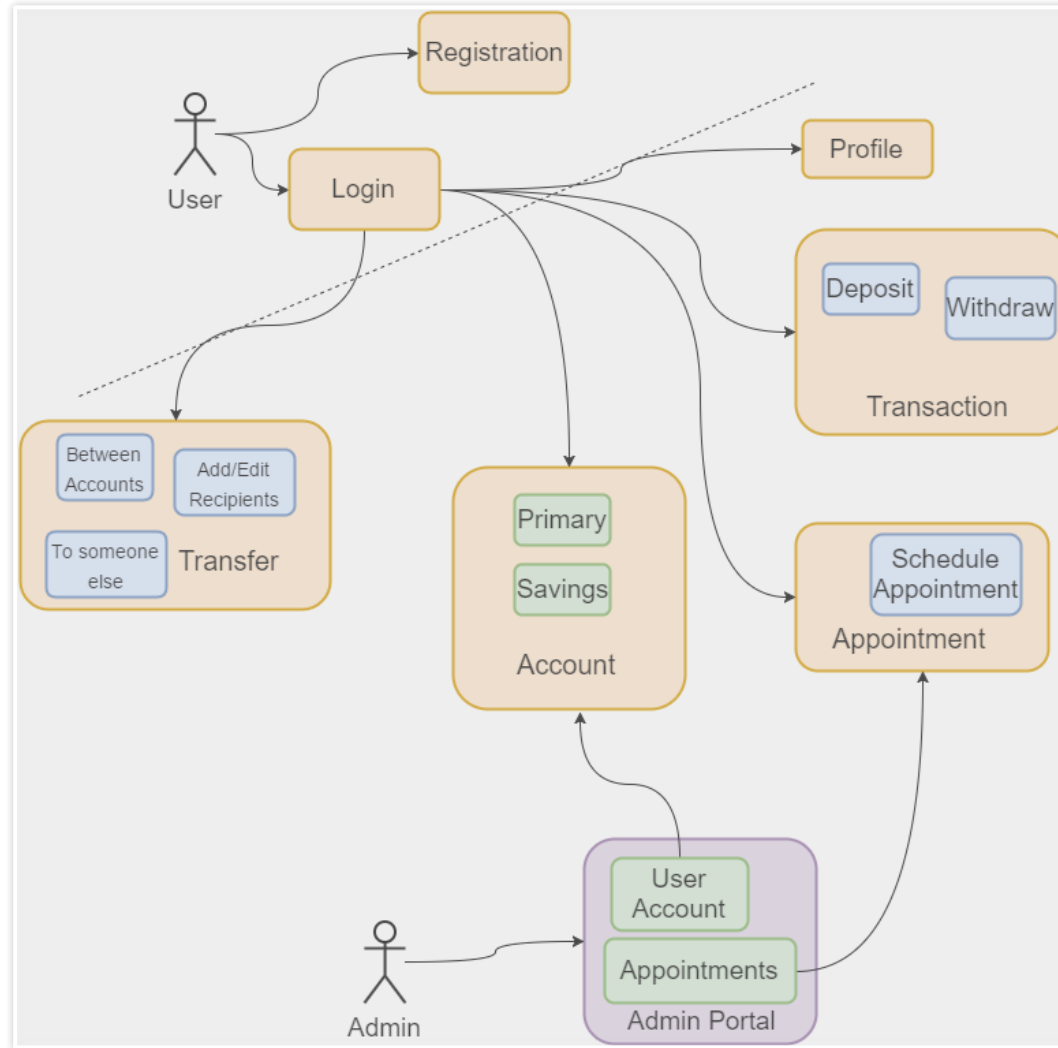 Registration
User
Login
Profile
Deposit
Withdraw
Transaction
Between
Accounts
Add/Edit
Recipients
To someone
else
Transfer
Primary
Savings
Account
Schedule
Appointment
Appointment
User
Account
Appointments
Admin Portal
Admin